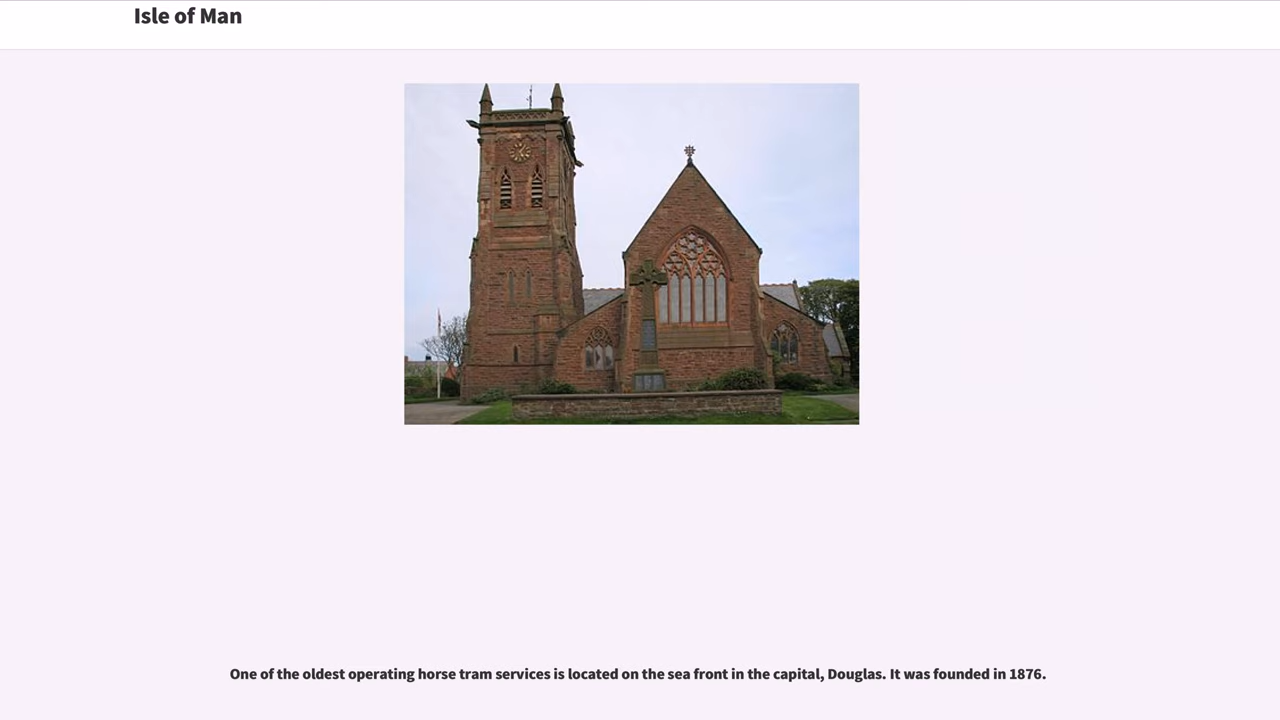 Isle of Man
One of the oldest operating horse tram services is located on the sea front in the capital, Douglas. It was founded in 1876.